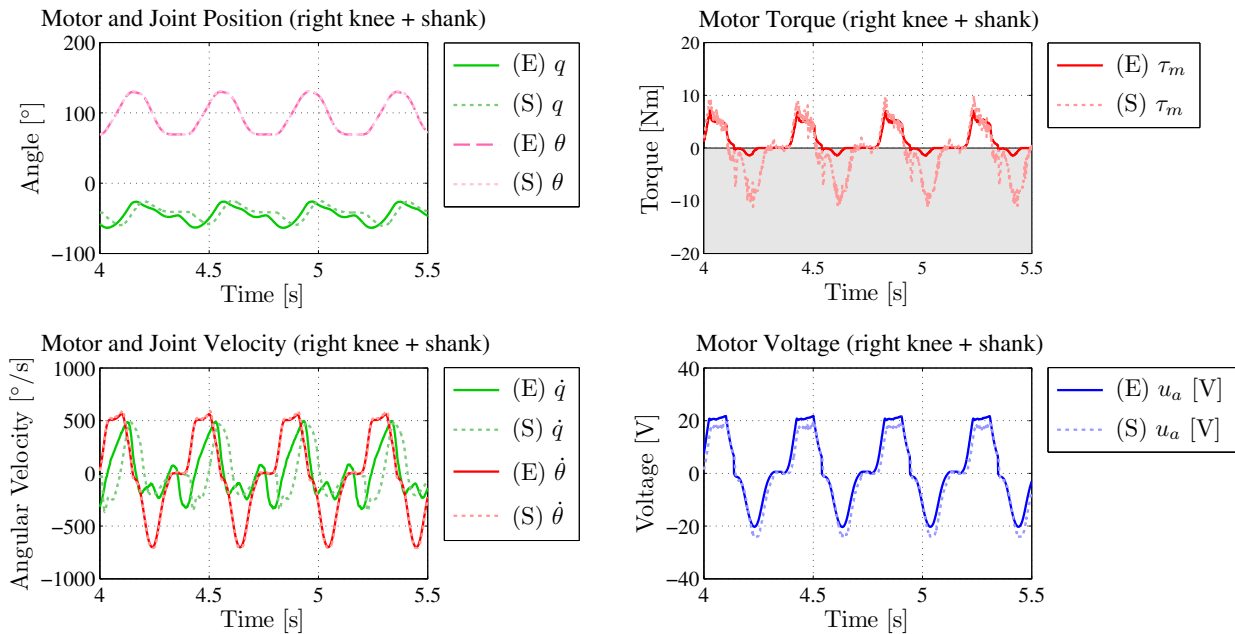 Motor and Joint Position (right knee + shank)
200
100
0
−100
Angle [°]
4
4.5
5
5.5
Time [s]
(E) q
(S) q
(E) θ
(S) θ
Motor Torque (right knee + shank)
20
10
0
−10
−20
Torque [Nm]
4
4.5
5
5.5
Time [s]
(E) τm
(S) τm
Motor and Joint Velocity (right knee + shank)
1000
500
0
−500
−1000
Angular Velocity [°/s]
4
4.5
5
5.5
Time [s]
(E) q̇
(S) q̇
(E) θ̇
(S) θ̇
Motor Voltage (right knee + shank)
40
20
0
−20
−40
Voltage [V]
4
4.5
5
5.5
Time [s]
(E) ua [V]
(S) ua [V]